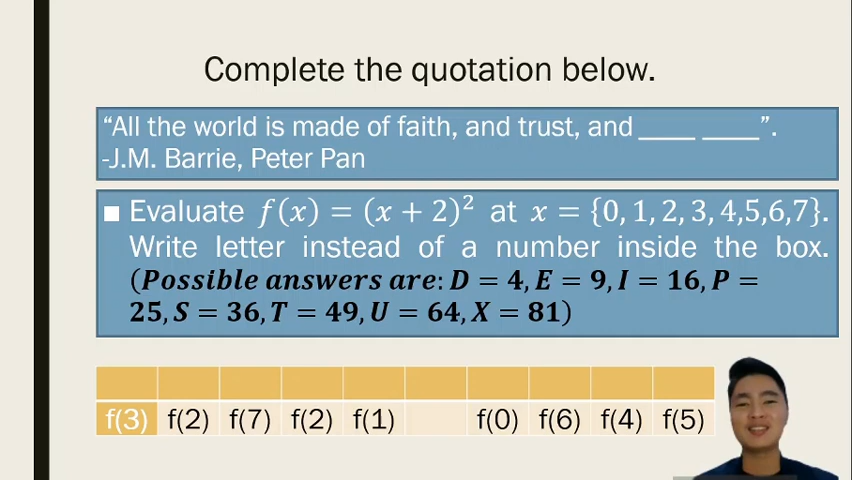 Complete the quotation below.
“All the world is made of faith, and trust, and ____ ____”.
-J.M. Barrie, Peter Pan
■ Evaluate f(x) = (x + 2)² at x = {0, 1, 2, 3, 4,5,6,7}.
Write letter instead of a number inside the box.
(Possible answers are: D = 4, E = 9, I = 16, P =
25, S = 36, T = 49, U = 64, X = 81)
f(3) f(2) f(7) f(2) f(1) f(0) f(6) f(4) f(5)